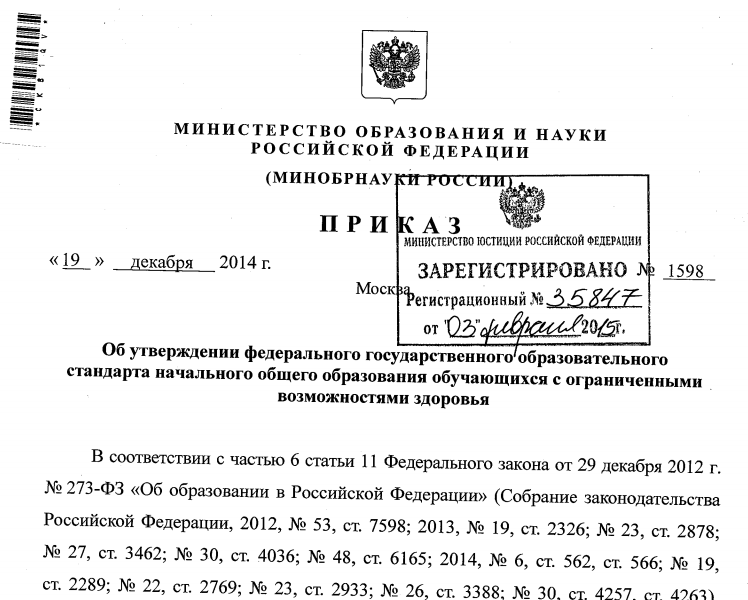 *СКВ1QV*
МИНИСТЕРСТВО ОБРАЗОВАНИЯ И НАУКИ
РОССИЙСКОЙ ФЕДЕРАЦИИ
(МИНОБРНАУКИ РОССИИ)
ПРИКАЗ
МИНИСТЕРСТВО ЮСТИЦИИ РОССИЙСКОЙ ФЕДЕРАЦИИ
«19» декабря 2014 г.
ЗАРЕГИСТРИРОВАНО
№ 1598
Москва
Регистрационный № 35847
от "03" февраля 2015г.
Об утверждении федерального государственного образовательного
стандарта начального общего образования обучающихся с ограниченными
возможностями здоровья
В соответствии с частью 6 статьи 11 Федерального закона от 29 декабря 2012 г.
№ 273-ФЗ «Об образовании в Российской Федерации» (Собрание законодательства
Российской Федерации, 2012, № 53, ст. 7598; 2013, № 19, ст. 2326; № 23, ст. 2878;
№ 27, ст. 3462; № 30, ст. 4036; № 48, ст. 6165; 2014, № 6, ст. 562, ст. 566; № 19,
ст. 2289; № 22, ст. 2769; № 23, ст. 2933; № 26, ст. 3388; № 30, ст. 4257, ст. 4263)